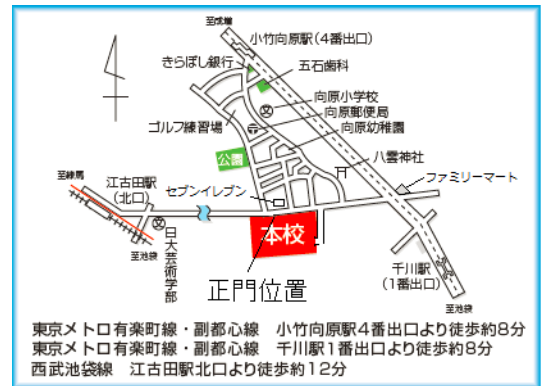 至成増
小竹向原駅(4番出口)
きらぼし銀行
五石歯科
向原小学校
向原郵便局
向原幼稚園
ゴルフ練習場
公園
八雲神社
至練馬
江古田駅
(北口)
セブンイレブン
ファミリーマート
本校
日大芸術学部
至池袋
千川駅
(1番出口)
正門位置
至池袋
東京メトロ有楽町線・副都心線 小竹向原駅4番出口より徒歩約8分
東京メトロ有楽町線・副都心線 千川駅1番出口より徒歩約8分
西武池袋線 江古田駅北口より徒歩約12分